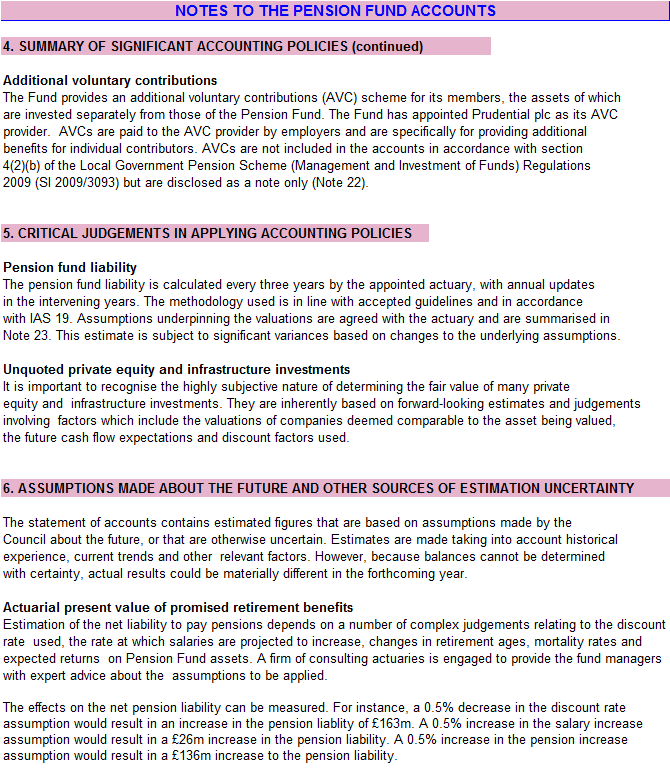 NOTES TO THE PENSION FUND ACCOUNTS
4. SUMMARY OF SIGNIFICANT ACCOUNTING POLICIES (continued)
Additional voluntary contributions
The Fund provides an additional voluntary contributions (AVC) scheme for its members, the assets of which
are invested separately from those of the Pension Fund. The Fund has appointed Prudential plc as its AVC
provider.  AVCs are paid to the AVC provider by employers and are specifically for providing additional
benefits for individual contributors. AVCs are not included in the accounts in accordance with section
4(2)(b) of the Local Government Pension Scheme (Management and Investment of Funds) Regulations
2009 (SI 2009/3093) but are disclosed as a note only (Note 22).
5. CRITICAL JUDGEMENTS IN APPLYING ACCOUNTING POLICIES
Pension fund liability
The pension fund liability is calculated every three years by the appointed actuary, with annual updates
in the intervening years. The methodology used is in line with accepted guidelines and in accordance
with IAS 19. Assumptions underpinning the valuations are agreed with the actuary and are summarised in
Note 23. This estimate is subject to significant variances based on changes to the underlying assumptions.
Unquoted private equity and infrastructure investments
It is important to recognise the highly subjective nature of determining the fair value of many private
equity and  infrastructure investments. They are inherently based on forward-looking estimates and judgements
involving  factors which include the valuations of companies deemed comparable to the asset being valued,
the future cash flow expectations and discount factors used.
6. ASSUMPTIONS MADE ABOUT THE FUTURE AND OTHER SOURCES OF ESTIMATION UNCERTAINTY
The statement of accounts contains estimated figures that are based on assumptions made by the
Council about the future, or that are otherwise uncertain. Estimates are made taking into account historical
experience, current trends and other  relevant factors. However, because balances cannot be determined
with certainty, actual results could be materially different in the forthcoming year.
Actuarial present value of promised retirement benefits
Estimation of the net liability to pay pensions depends on a number of complex judgements relating to the discount
rate  used, the rate at which salaries are projected to increase, changes in retirement ages, mortality rates and
expected returns  on Pension Fund assets. A firm of consulting actuaries is engaged to provide the fund managers
with expert advice about the  assumptions to be applied.
The effects on the net pension liability can be measured. For instance, a 0.5% decrease in the discount rate
assumption would result in an increase in the pension liablity of £163m. A 0.5% increase in the salary increase
assumption would result in a £26m increase in the pension liability. A 0.5% increase in the pension increase
assumption would result in a £136m increase to the pension liability.